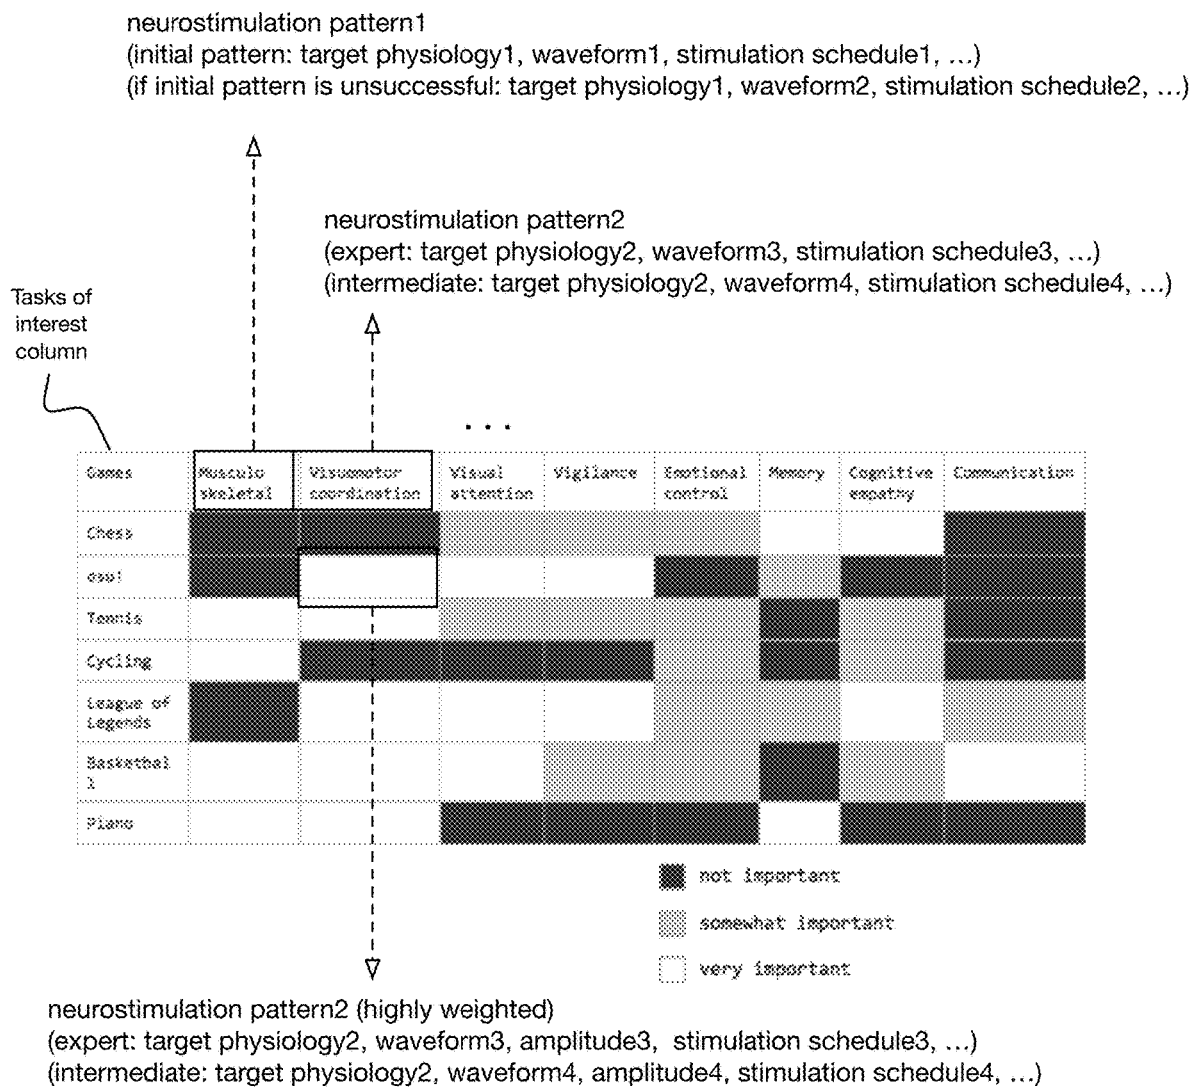 neurostimulation pattern1
(initial pattern: target physiology1, waveform1, stimulation schedule1, ...)
(if initial pattern is unsuccessful: target physiology1, waveform2, stimulation schedule2, ...)
neurostimulation pattern2
(expert: target physiology2, waveform3, stimulation schedule3, ...)
(intermediate: target physiology2, waveform4, stimulation schedule4, ...)
Tasks of
interest
column
...
Games
Musculo
skeletal
Visuomotor
coordination
Visual
attention
Vigilance
Emotional
control
Memory
Cognitive
empathy
Communication
Chess
osu!
Tennis
Cycling
League of
Legends
Basketbal
l
Piano
not important
somewhat important
very important
neurostimulation pattern2 (highly weighted)
(expert: target physiology2, waveform3, amplitude3,  stimulation schedule3, ...)
(intermediate: target physiology2, waveform4, amplitude4, stimulation schedule4, ...)